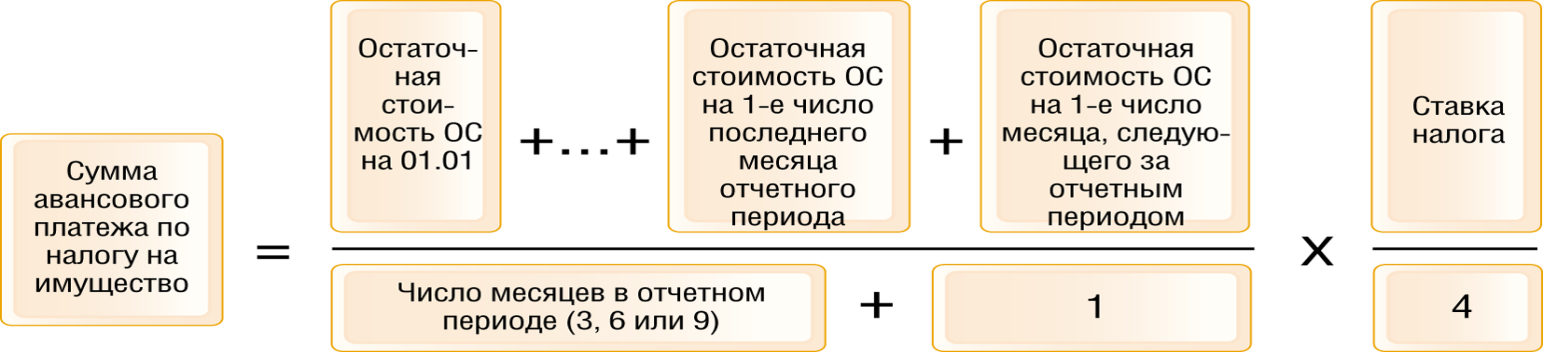 Сумма
авансового
платежа по
налогу на
имущество
=
Остаточ-
ная
стои-
мость ОС
на 01.01
+...+
Остаточная
стоимость ОС
на 1-е число
последнего
месяца
отчетного
периода
+
Остаточная
стоимость ОС
на 1-е число
месяца, следую-
щего за
отчетным
периодом
Число месяцев в отчетном
периоде (3, 6 или 9)
+
1
x
Ставка
налога
4